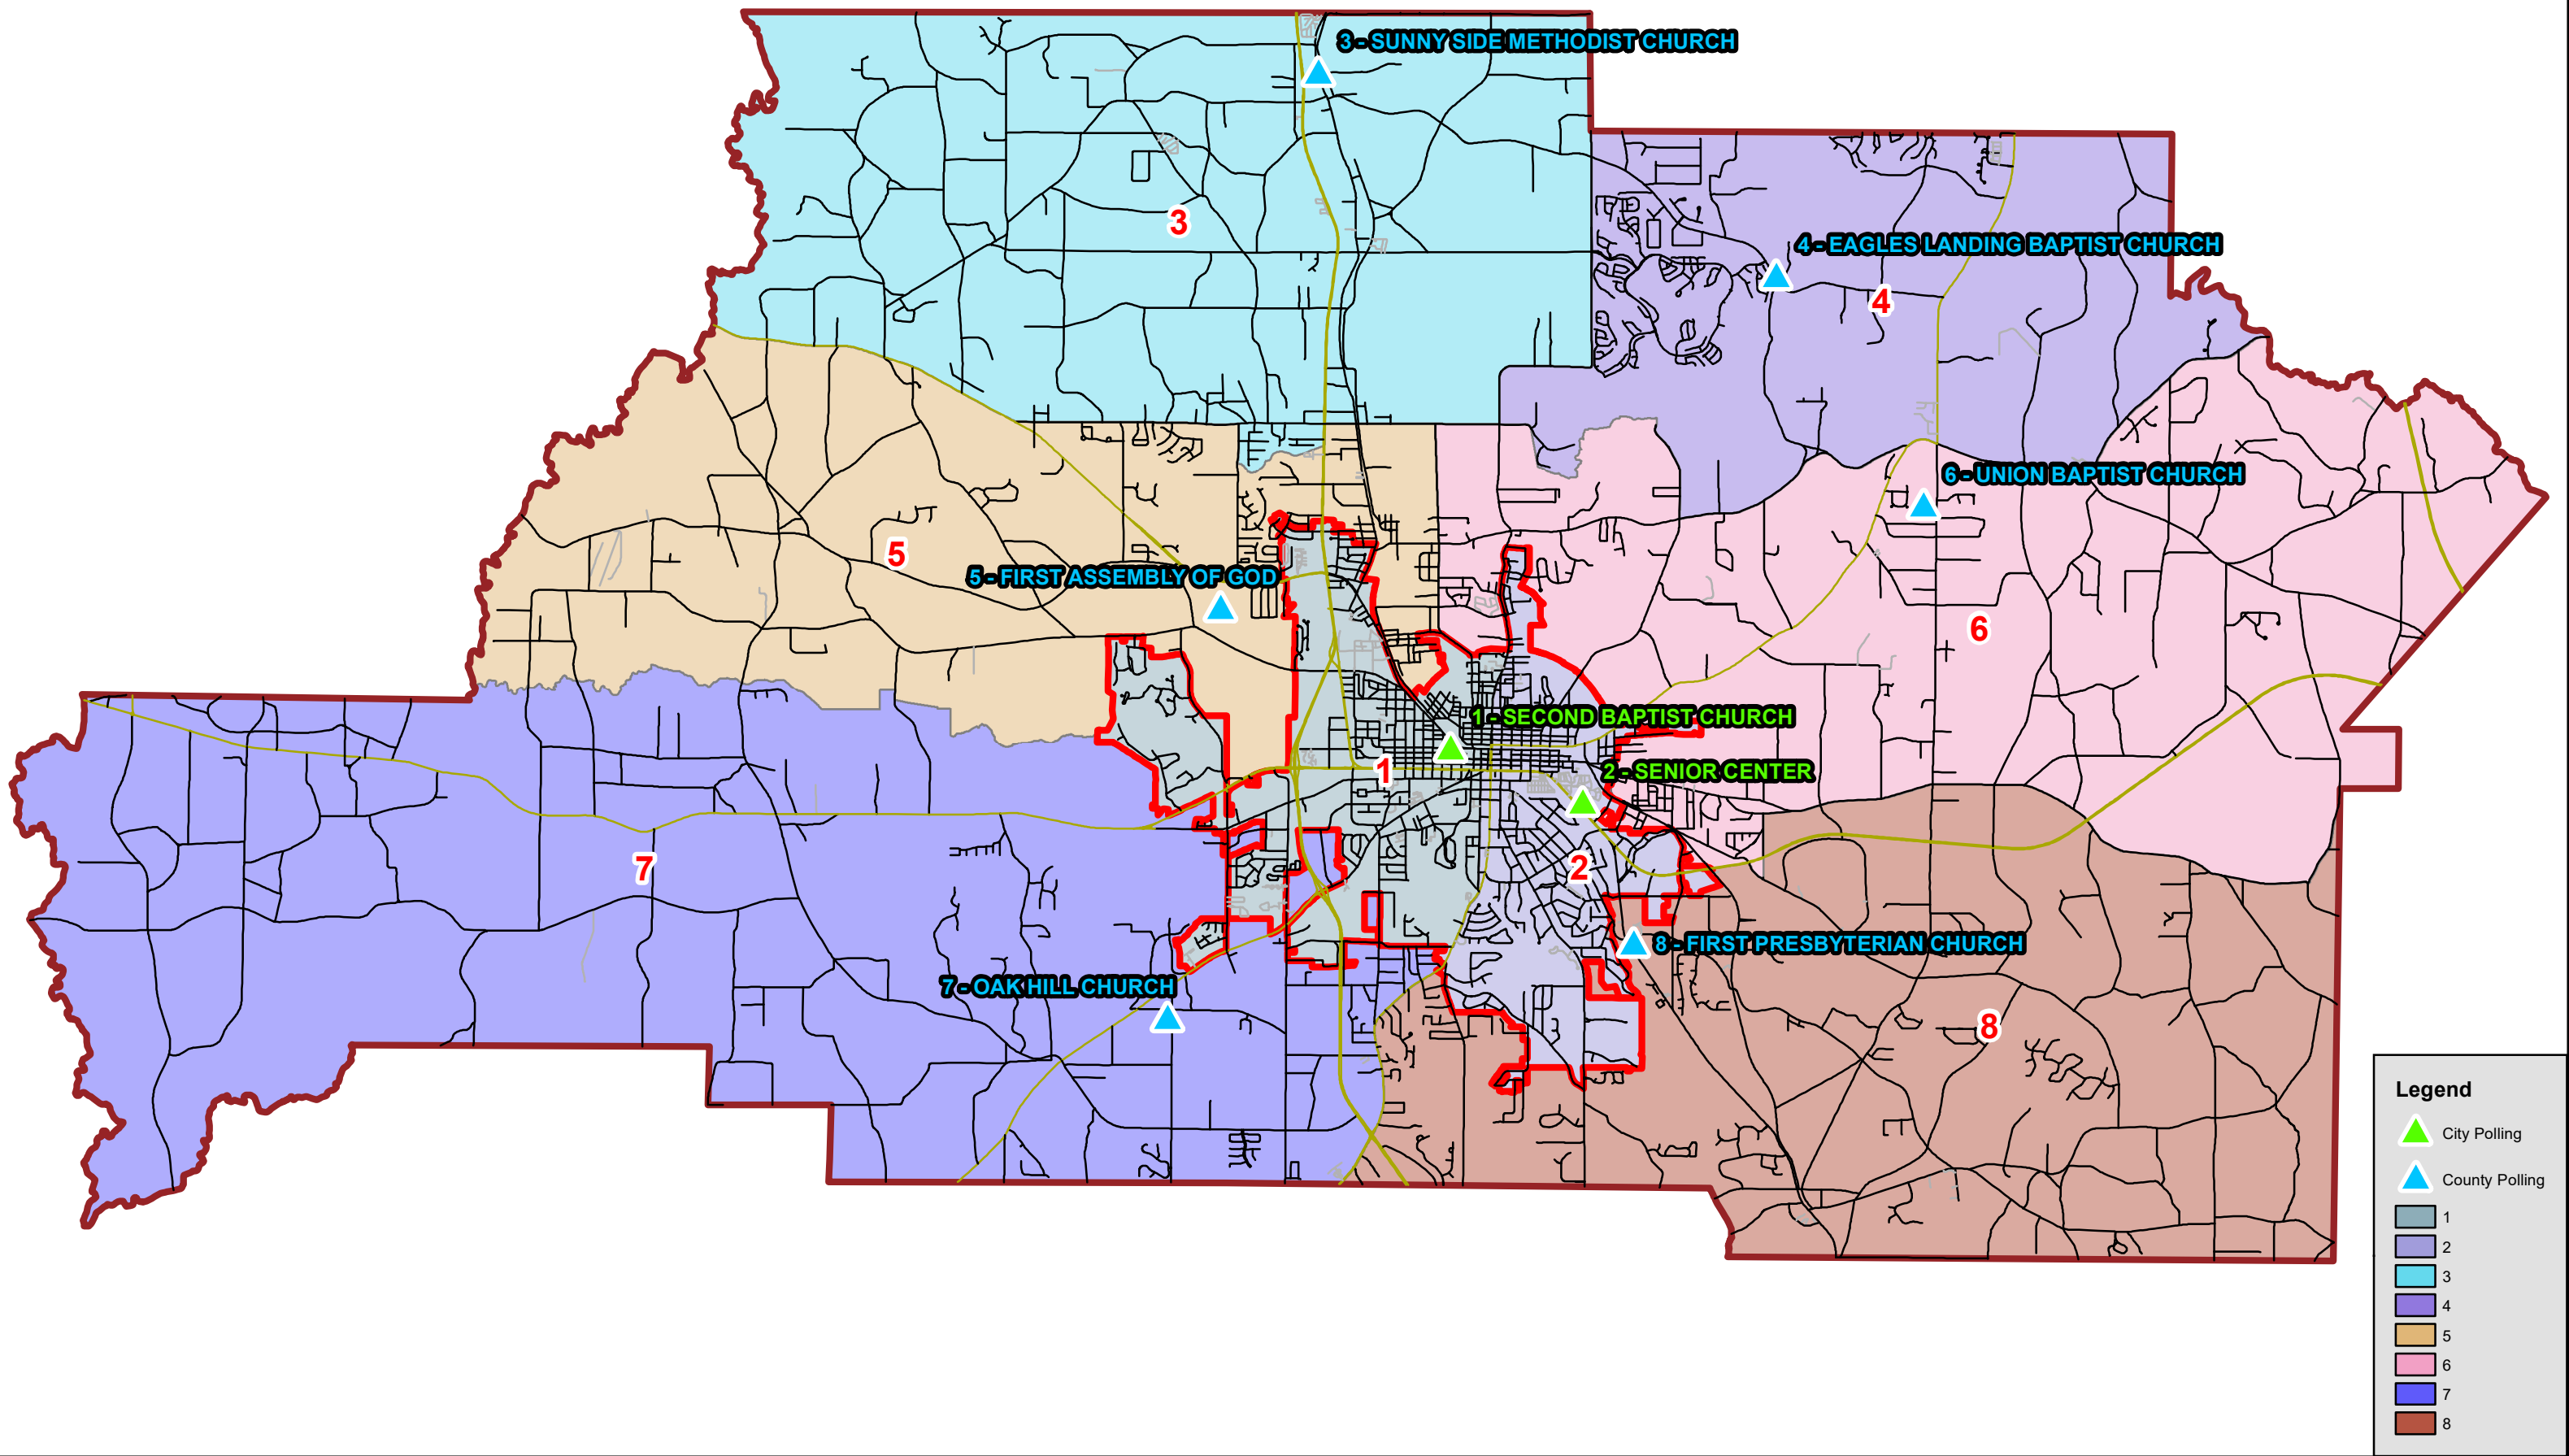 3 - SUNNY SIDE METHODIST CHURCH
3
4 - EAGLES LANDING BAPTIST CHURCH
4
6 - UNION BAPTIST CHURCH
5
5 - FIRST ASSEMBLY OF GOD
6
1 - SECOND BAPTIST CHURCH
1
2 - SENIOR CENTER
7
2
8 - FIRST PRESBYTERIAN CHURCH
7 - OAK HILL CHURCH
8
Legend
City Polling
County Polling
1
2
3
4
5
6
7
8